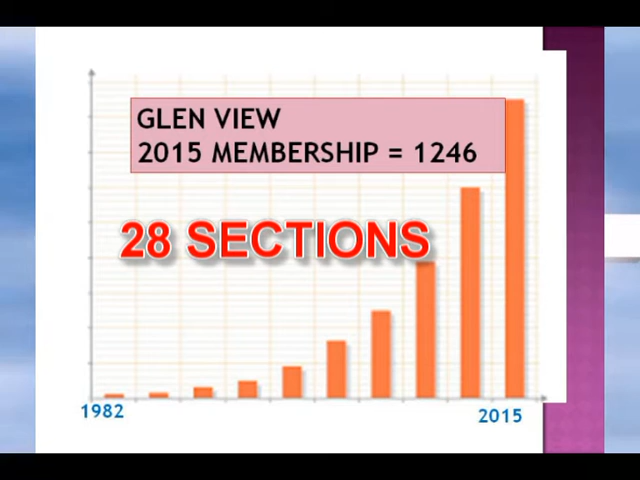 GLEN VIEW
2015 MEMBERSHIP = 1246
28 SECTIONS
1982
2015